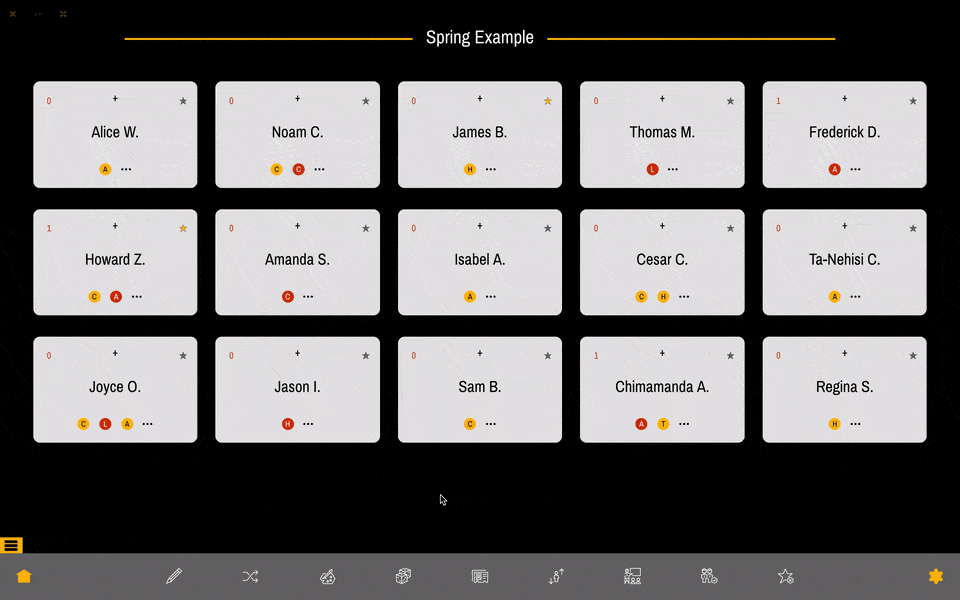 Spring Example
0 + 0 + 0 + 0 + 1 +
Alice W. Noam C. James B. Thomas M. Frederick D.
A ••• C C ••• H ••• L ••• A •••
1 + 0 + 0 + 0 + 0 +
Howard Z. Amanda S. Isabel A. Cesar C. Ta-Nehisi C.
C A ••• C ••• A ••• C H ••• A •••
0 + 0 + 0 + 1 + 0 +
Joyce O. Jason I. Sam B. Chimamanda A. Regina S.
C L A ••• H ••• C ••• A T ••• H •••